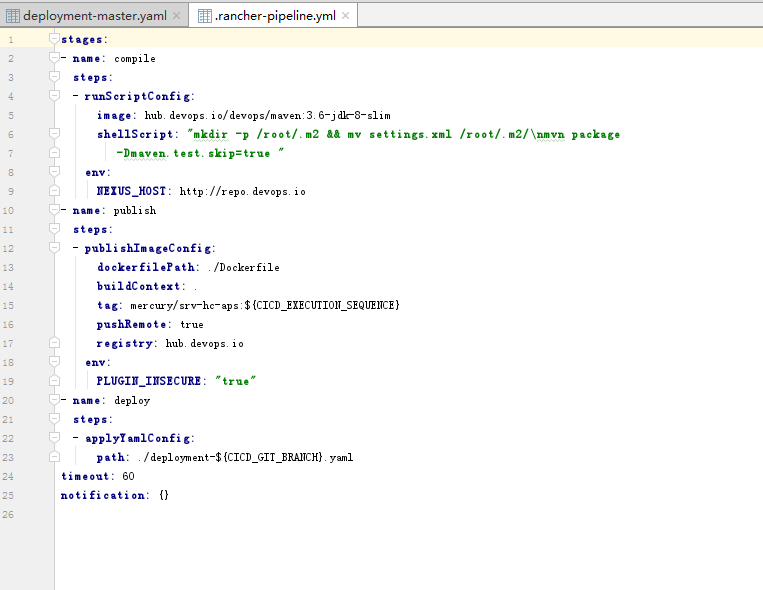 deployment-master.yaml × .rancher-pipeline.yml ×
1 stages:
2 - name: compile
3 steps:
4 - runScriptConfig:
5 image: hub.devops.io/devops/maven:3.6-jdk-8-slim
6 shellScript: "mkdir -p /root/.m2 && mv settings.xml /root/.m2/\nmvn package
7 -Dmaven.test.skip=true "
8 env:
9 NEXUS_HOST: http://repo.devops.io
10 - name: publish
11 steps:
12 - publishImageConfig:
13 dockerfilePath: ./Dockerfile
14 buildContext: .
15 tag: mercury/srv-hc-aps:${CICD_EXECUTION_SEQUENCE}
16 pushRemote: true
17 registry: hub.devops.io
18 env:
19 PLUGIN_INSECURE: "true"
20 - name: deploy
21 steps:
22 - applyYamlConfig:
23 path: ./deployment-${CICD_GIT_BRANCH}.yaml
24 timeout: 60
25 notification: {}
26